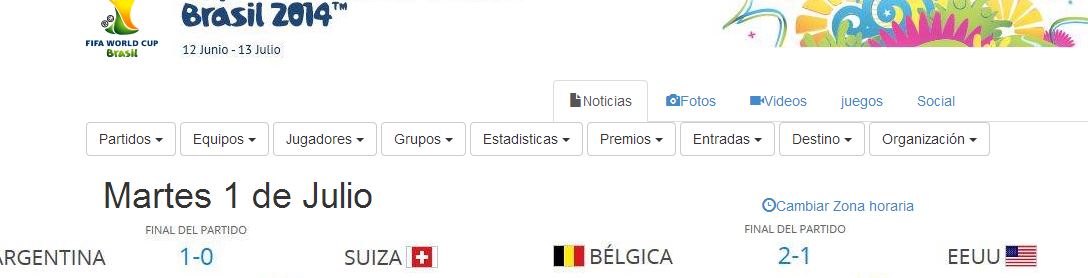 Brasil 2014™
FIFA WORLD CUP
Brasil
12 Junio - 13 Julio
Noticias Fotos Videos juegos Social
Partidos Equipos Jugadores Grupos Estadisticas Premios Entradas Destino Organización
Martes 1 de Julio
Cambiar Zona horaria
FINAL DEL PARTIDO FINAL DEL PARTIDO
ARGENTINA 1-0 SUIZA BÉLGICA 2-1 EEUU